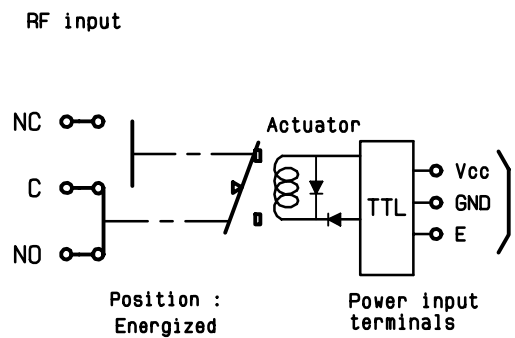 RF input
NC
C
NO
Actuator
TTL
Vcc
GND
E
Position :
Energized
Power input
terminals